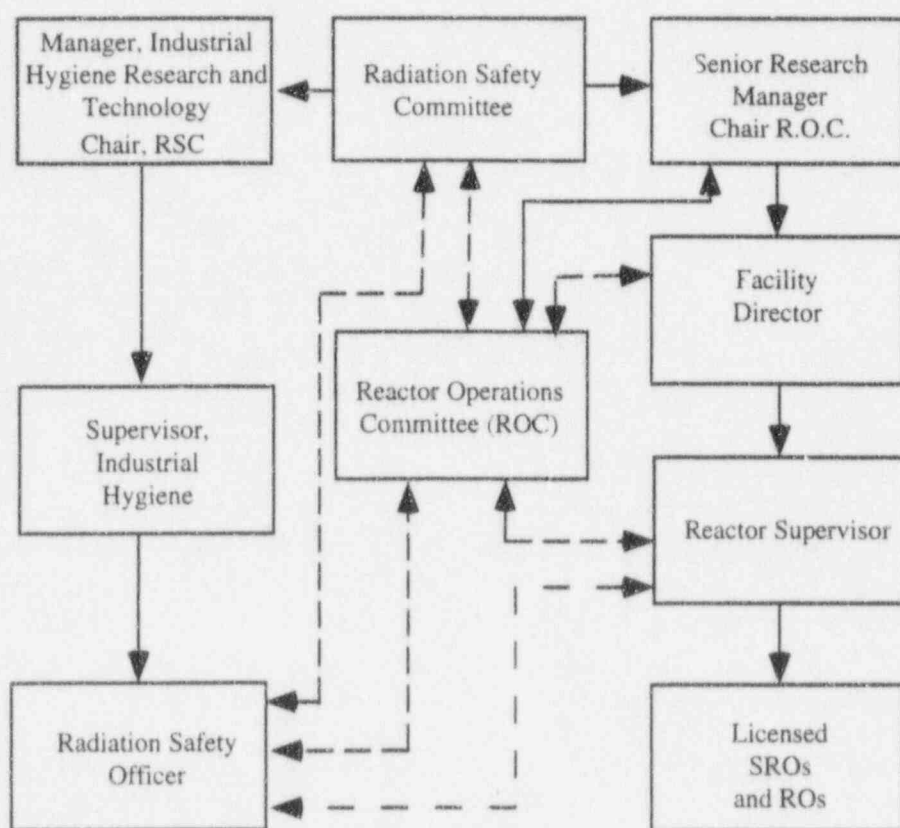 Manager, Industrial
Hygiene Research and
Technology
Chair, RSC
Radiation Safety
Committee
Senior Research
Manager
Chair R.O.C.
Facility
Director
Reactor Operations
Committee (ROC)
Supervisor,
Industrial
Hygiene
Reactor Supervisor
Radiation Safety
Officer
Licensed
SROs
and ROs